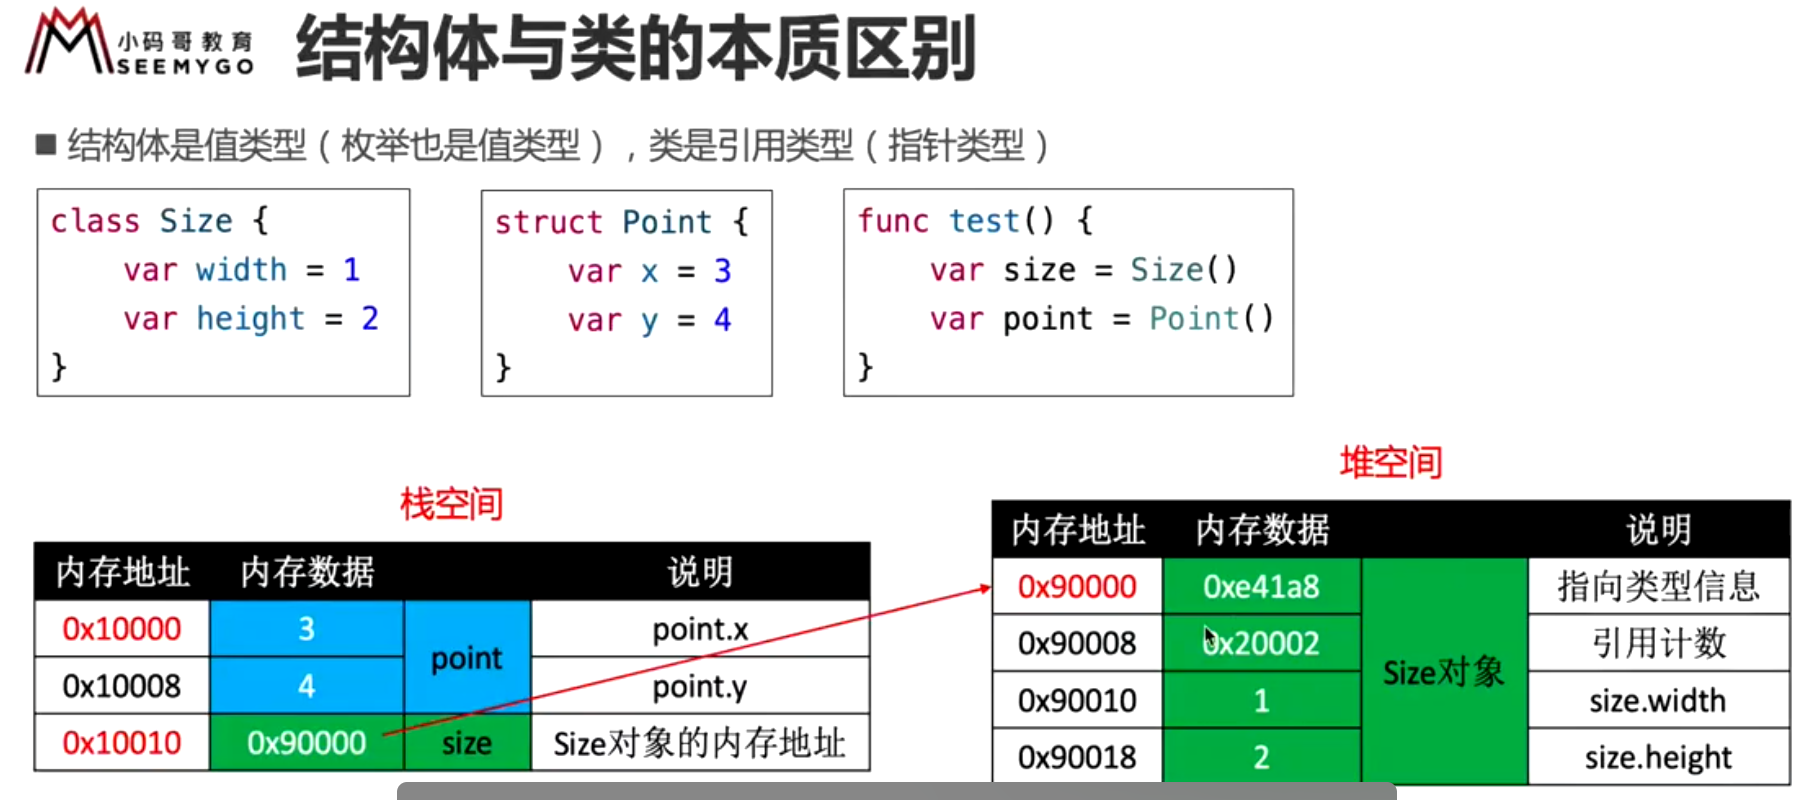 小码哥教育
SEEMYGO
结构体与类的本质区别
■ 结构体是值类型（枚举也是值类型），类是引用类型（指针类型）
class Size {
    var width = 1
    var height = 2
}
struct Point {
    var x = 3
    var y = 4
}
func test() {
    var size = Size()
    var point = Point()
}
栈空间
内存地址 内存数据 说明
0x10000 3 point point.x
0x10008 4 point.y
0x10010 0x90000 size Size对象的内存地址
堆空间
内存地址 内存数据 说明
0x90000 0xe41a8 Size对象 指向类型信息
0x90008 0x20002 引用计数
0x90010 1 size.width
0x90018 2 size.height